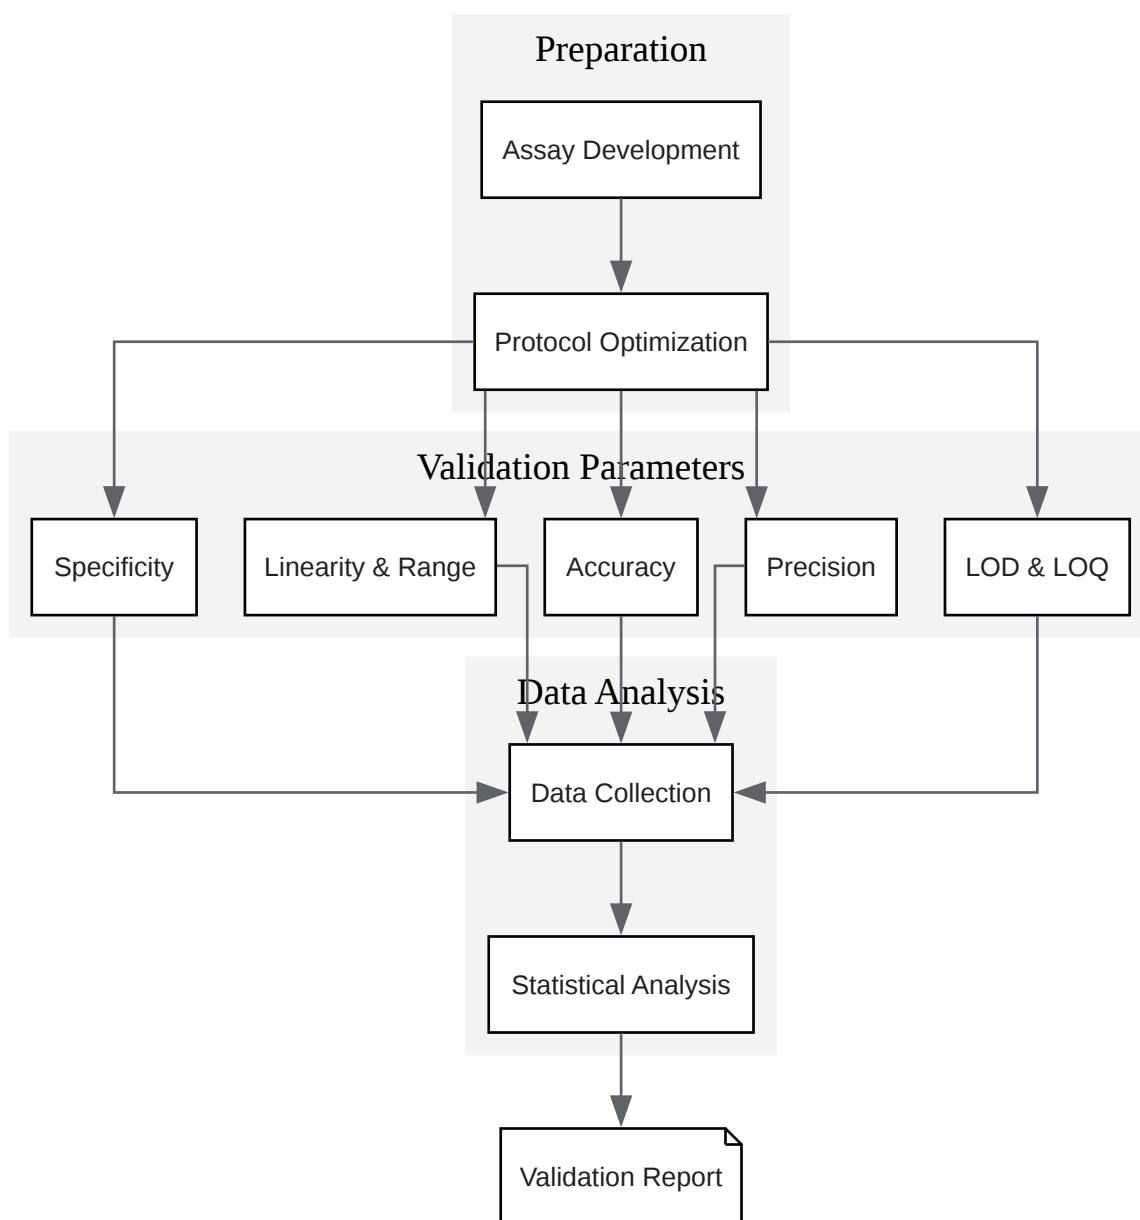 Preparation
Assay Development
Protocol Optimization
Validation Parameters
Specificity
Linearity & Range
Accuracy
Precision
LOD & LOQ
Data Analysis
Data Collection
Statistical Analysis
Validation Report